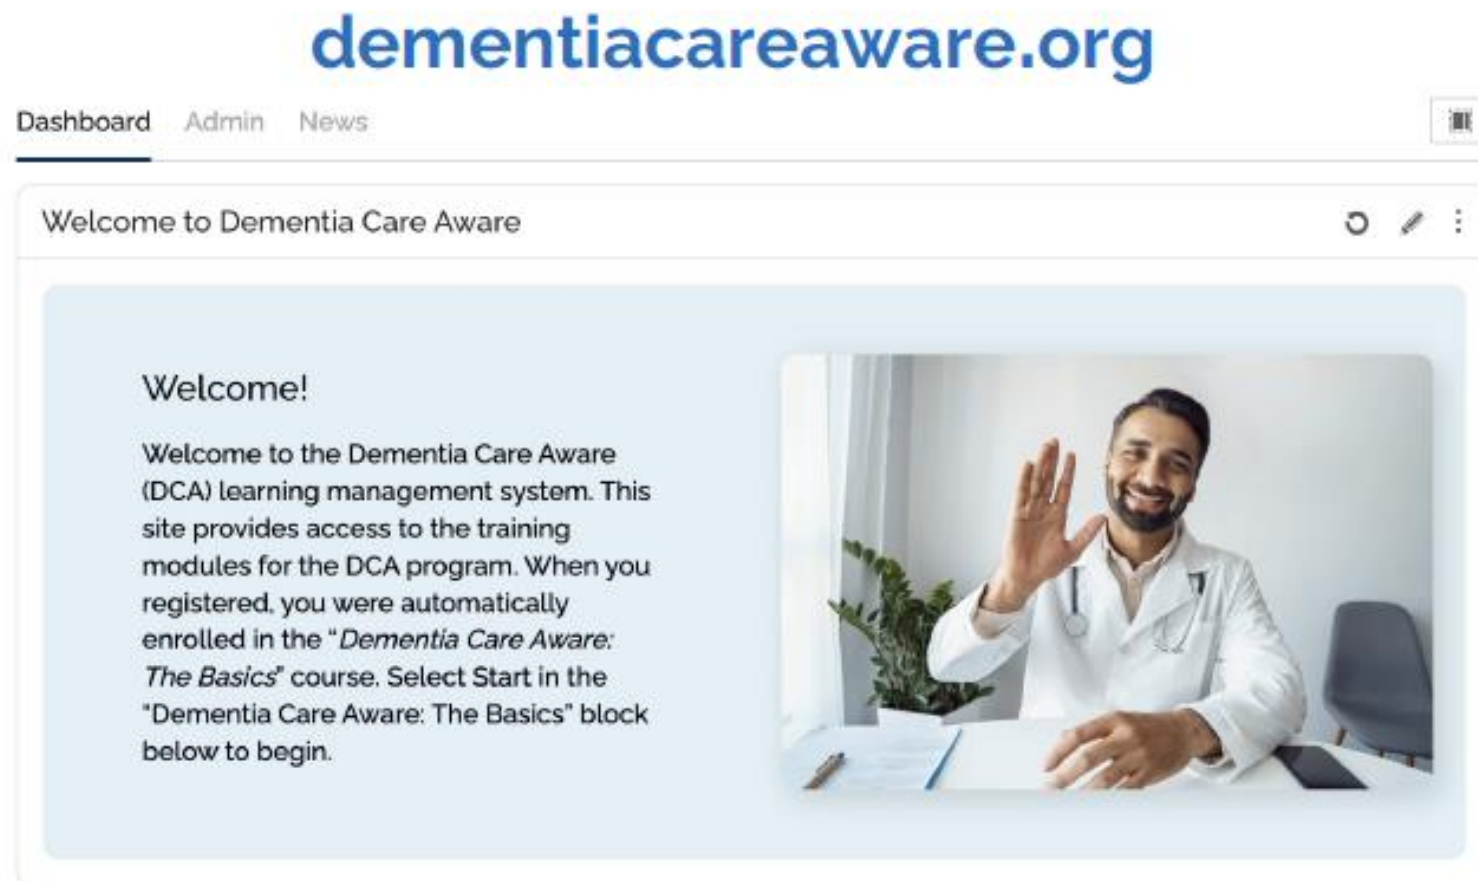 dementiacareaware.org
Dashboard Admin News
Welcome to Dementia Care Aware
Welcome!
Welcome to the Dementia Care Aware
(DCA) learning management system. This
site provides access to the training
modules for the DCA program. When you
registered, you were automatically
enrolled in the “Dementia Care Aware:
The Basics” course. Select Start in the
“Dementia Care Aware: The Basics” block
below to begin.